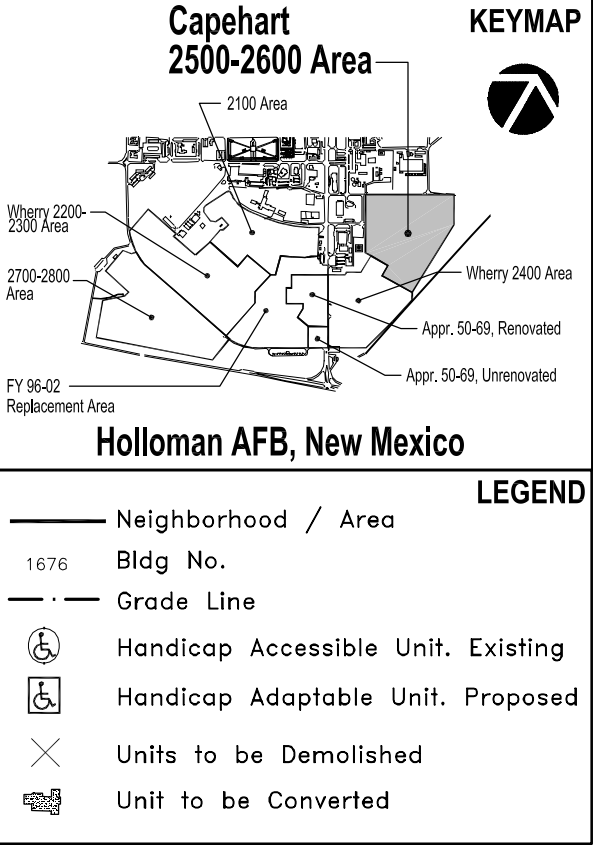 Capehart
2500-2600 Area
KEYMAP
2100 Area
Wherry 2200-
2300 Area
2700-2800
Area
Wherry 2400 Area
Appr. 50-69, Renovated
Appr. 50-69, Unrenovated
FY 96-02
Replacement Area
Holloman AFB, New Mexico
LEGEND
Neighborhood / Area
1676 Bldg No.
Grade Line
Handicap Accessible Unit. Existing
Handicap Adaptable Unit. Proposed
Units to be Demolished
Unit to be Converted